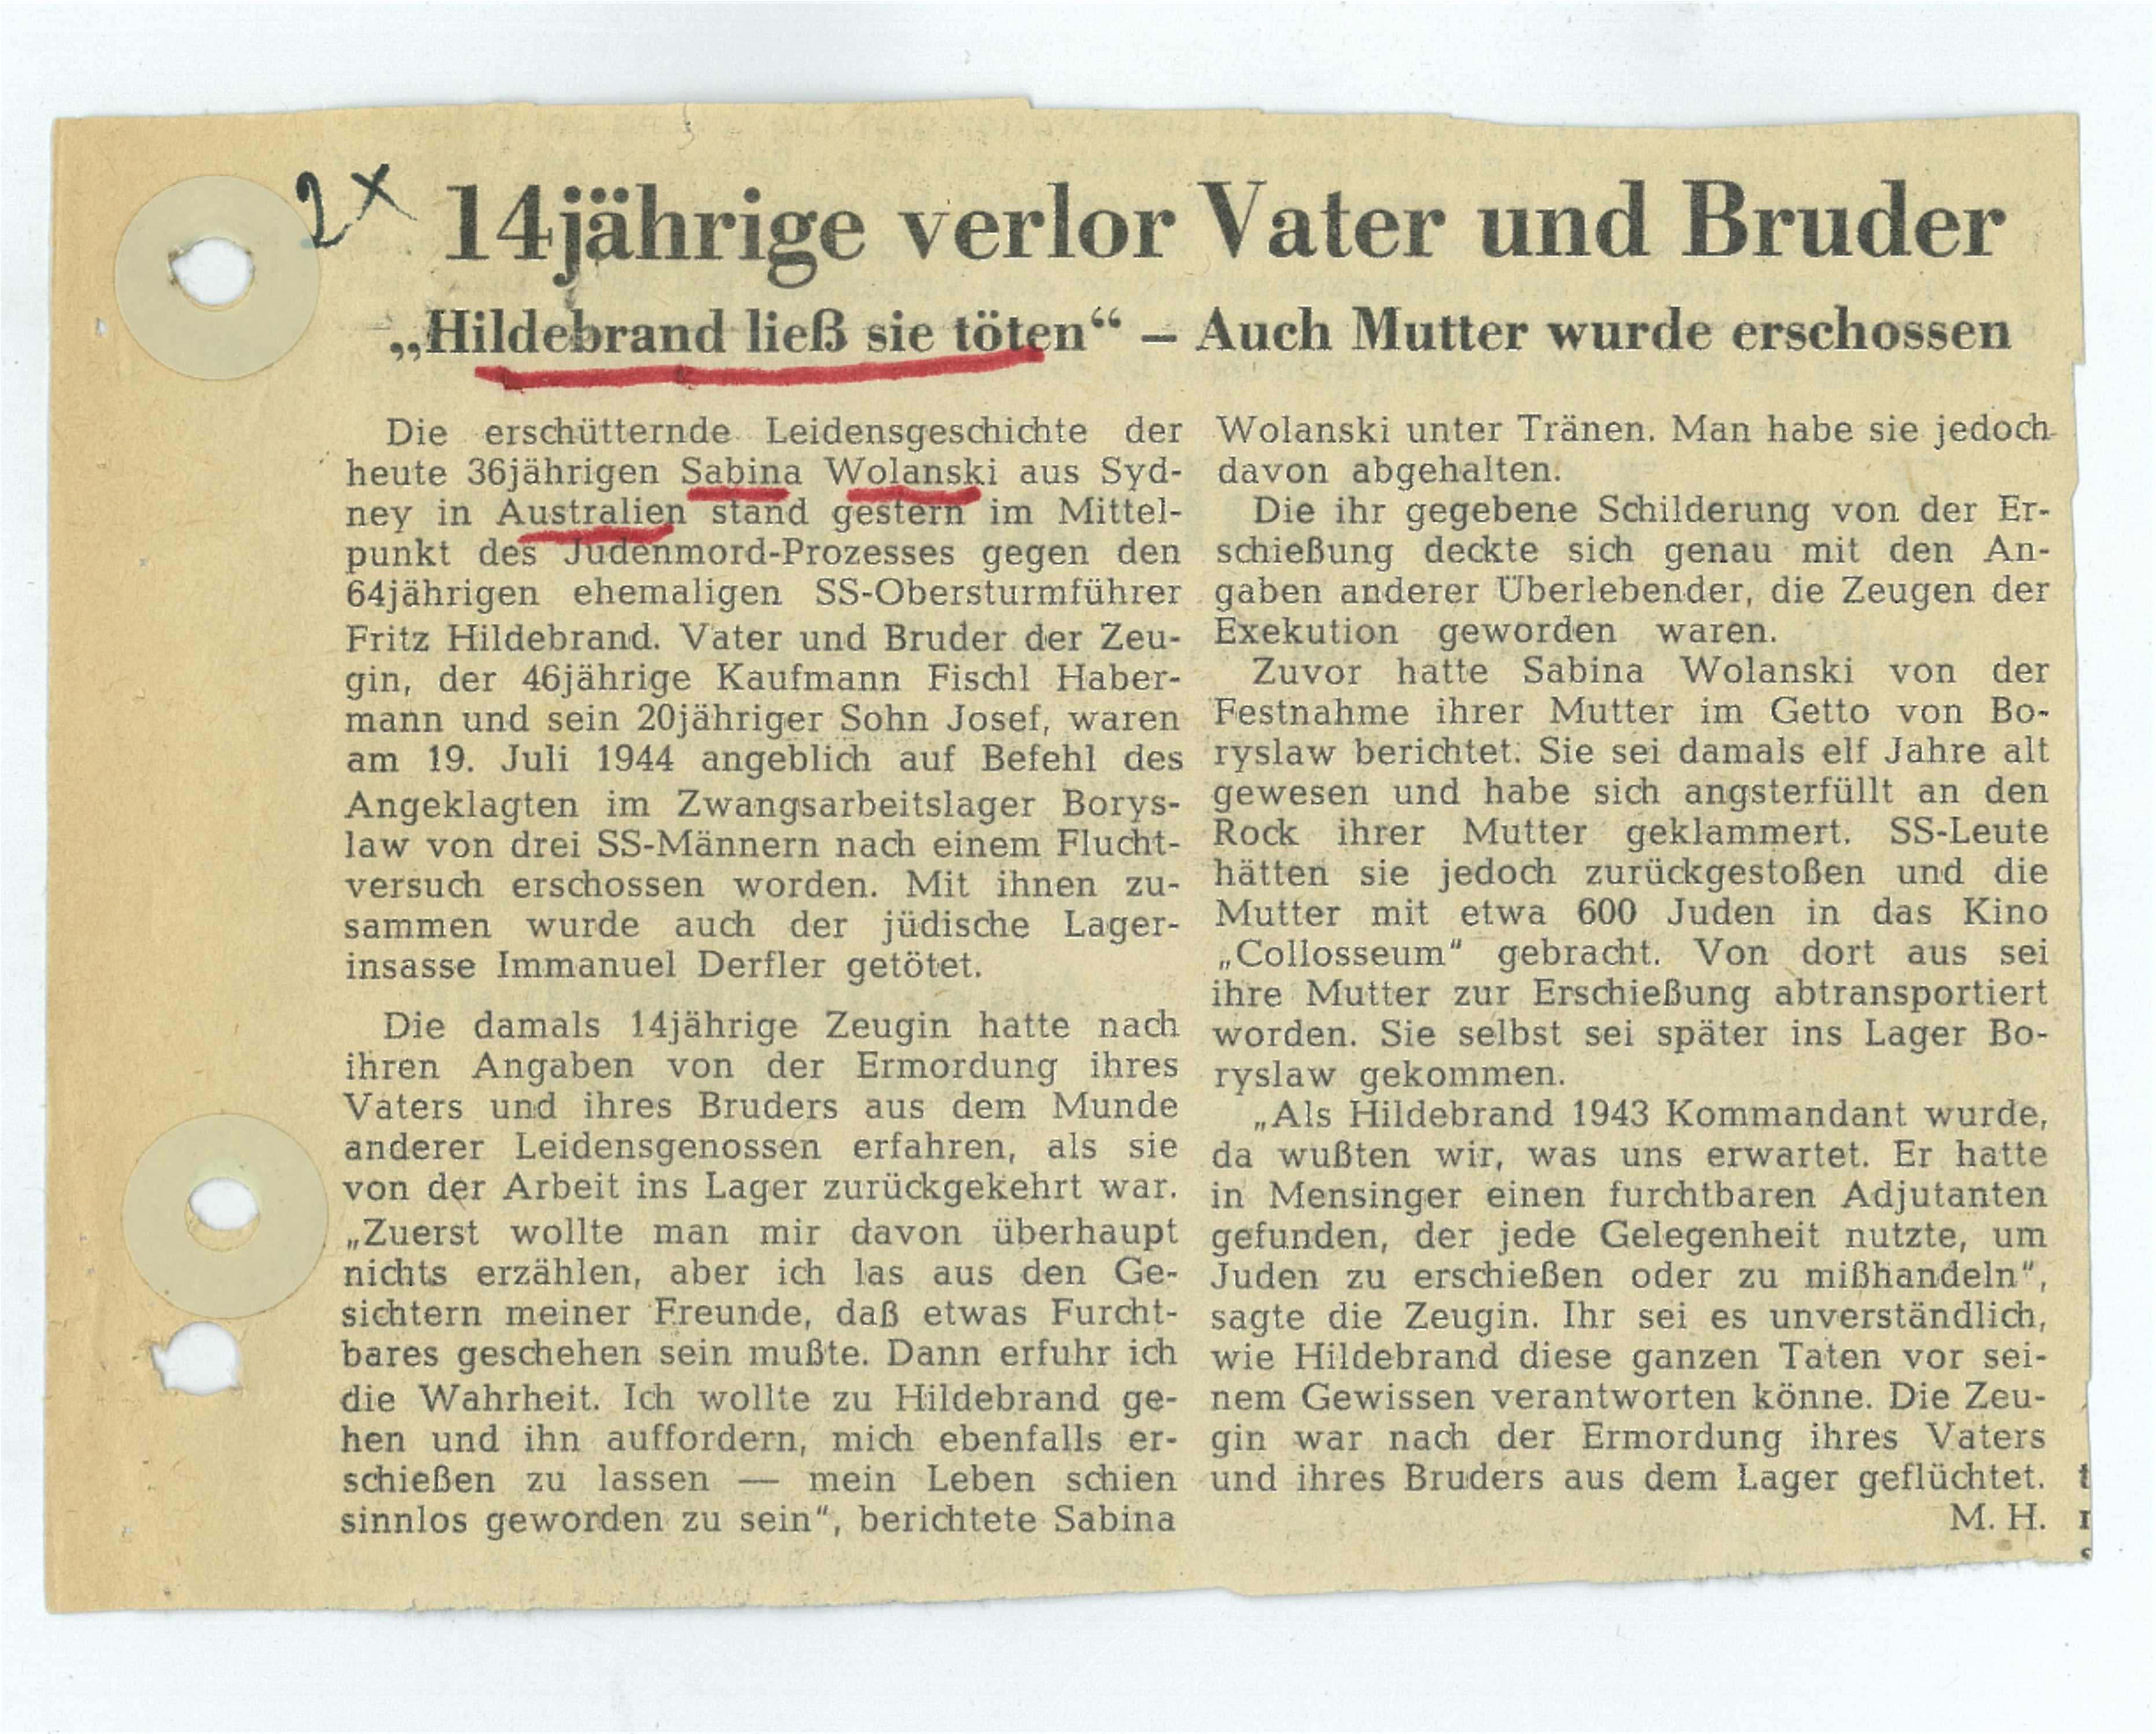 2x
14jährige verlor Vater und Bruder
„Hildebrand ließ sie töten“ – Auch Mutter wurde erschossen
Die erschütternde Leidensgeschichte der
heute 36jährigen Sabina Wolanski aus Syd-
ney in Australien stand gestern im Mittel-
punkt des Judenmord-Prozesses gegen den
64jährigen ehemaligen SS-Obersturmführer
Fritz Hildebrand. Vater und Bruder der Zeu-
gin, der 46jährige Kaufmann Fischl Haber-
mann und sein 20jähriger Sohn Josef, waren
am 19. Juli 1944 angeblich auf Befehl des
Angeklagten im Zwangsarbeitslager Borys-
law von drei SS-Männern nach einem Flucht-
versuch erschossen worden. Mit ihnen zu-
sammen wurde auch der jüdische Lager-
insasse Immanuel Derfler getötet.
Die damals 14jährige Zeugin hatte nach
ihren Angaben von der Ermordung ihres
Vaters und ihres Bruders aus dem Munde
anderer Leidensgenossen erfahren, als sie
von der Arbeit ins Lager zurückgekehrt war.
„Zuerst wollte man mir davon überhaupt
nichts erzählen, aber ich las aus den Ge-
sichtern meiner Freunde, daß etwas Furcht-
bares geschehen sein mußte. Dann erfuhr ich
die Wahrheit. Ich wollte zu Hildebrand ge-
hen und ihn auffordern, mich ebenfalls er-
schießen zu lassen — mein Leben schien
sinnlos geworden zu sein“, berichtete Sabina
Wolanski unter Tränen. Man habe sie jedoch
davon abgehalten.
Die ihr gegebene Schilderung von der Er-
schießung deckte sich genau mit den An-
gaben anderer Überlebender, die Zeugen der
Exekution geworden waren.
Zuvor hatte Sabina Wolanski von der
Festnahme ihrer Mutter im Getto von Bo-
ryslaw berichtet. Sie sei damals elf Jahre alt
gewesen und habe sich angsterfüllt an den
Rock ihrer Mutter geklammert. SS-Leute
hätten sie jedoch zurückgestoßen und die
Mutter mit etwa 600 Juden in das Kino
„Collosseum“ gebracht. Von dort aus sei
ihre Mutter zur Erschießung abtransportiert
worden. Sie selbst sei später ins Lager Bo-
ryslaw gekommen.
„Als Hildebrand 1943 Kommandant wurde,
da wußten wir, was uns erwartet. Er hatte
in Mensinger einen furchtbaren Adjutanten
gefunden, der jede Gelegenheit nutzte, um
Juden zu erschießen oder zu mißhandeln“,
sagte die Zeugin. Ihr sei es unverständlich,
wie Hildebrand diese ganzen Taten vor sei-
nem Gewissen verantworten könne. Die Zeu-
gin war nach der Ermordung ihres Vaters
und ihres Bruders aus dem Lager geflüchtet.
M. H.